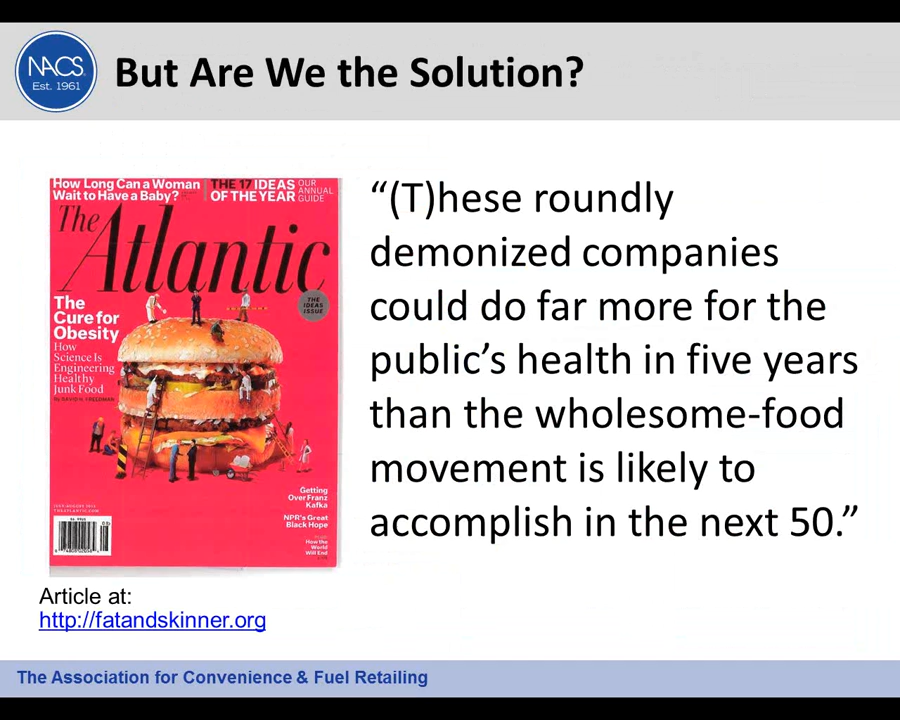 NACS
Est. 1961
But Are We the Solution?
How Long Can a Woman
Wait to Have a Baby?
THE 17 IDEAS
OF THE YEAR
OUR
ANNUAL
GUIDE
The Atlantic
THE
IDEAS
ISSUE
The
Cure for
Obesity
How
Science Is
Engineering
Healthy
Junk Food
By DAVID H. FREEDMAN
Getting
Over Franz
Kafka
NPR's Great
Black Hope
How the
World
Will End
“(T)hese roundly
demonized companies
could do far more for the
public’s health in five years
than the wholesome-food
movement is likely to
accomplish in the next 50.”
Article at:
http://fatandskinner.org
The Association for Convenience & Fuel Retailing